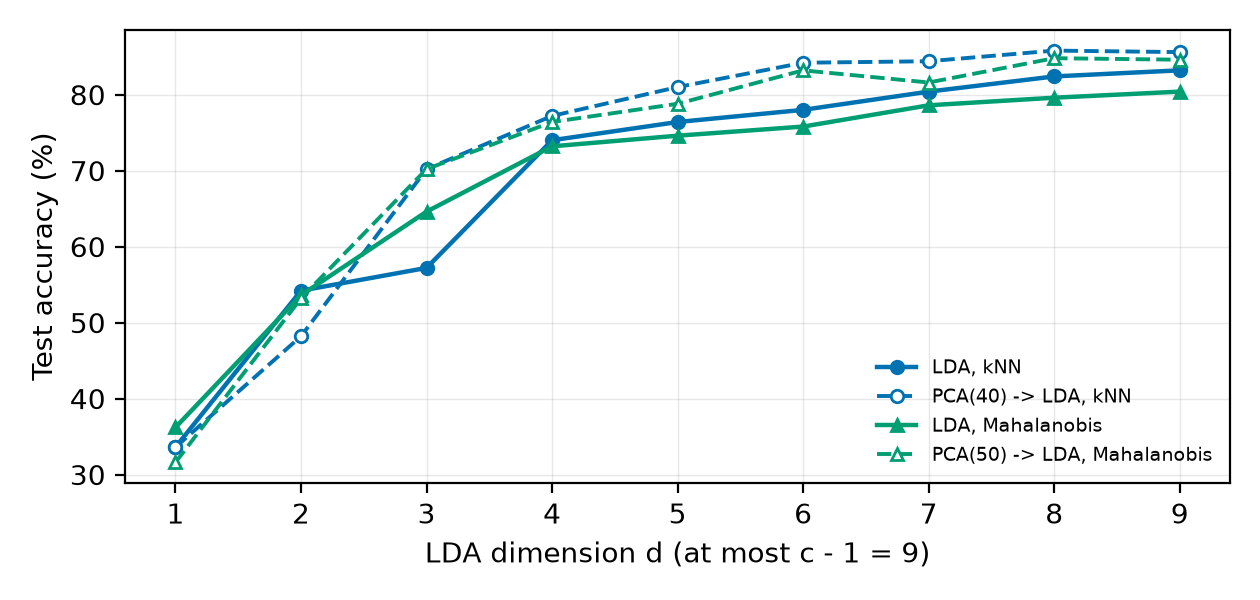 80
70
60
50
40
30
Test accuracy (%)
1 2 3 4 5 6 7 8 9
LDA dimension d (at most c - 1 = 9)
LDA, kNN
PCA(40) -> LDA, kNN
LDA, Mahalanobis
PCA(50) -> LDA, Mahalanobis